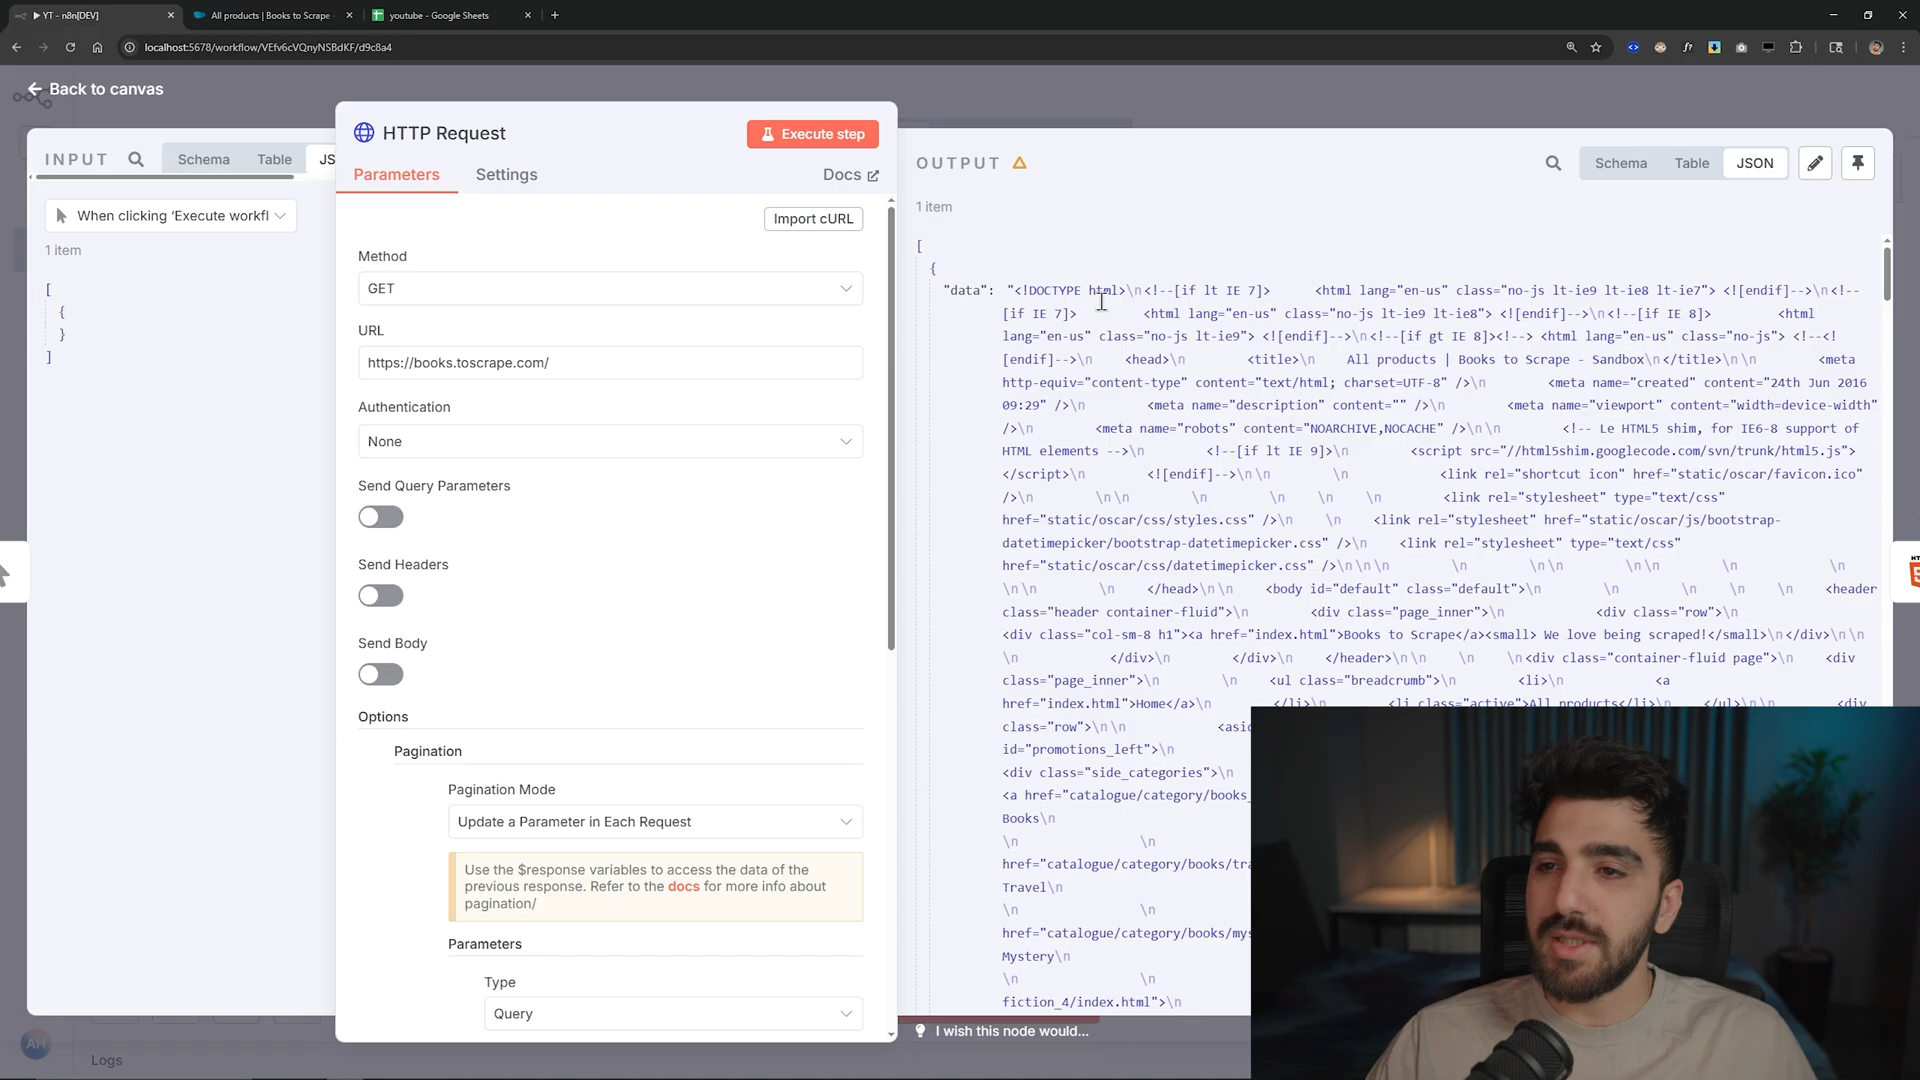 YT - n8n[DEV]
All products | Books to Scrape
youtube - Google Sheets
localhost:5678/workflow/VEfv6cVQnyNSBdKF/d9c8a4
Back to canvas
INPUT
Schema
Table
JS
When clicking ‘Execute workfl
1 item
[
{
}
]
HTTP Request
Execute step
Parameters
Settings
Docs
Import cURL
Method
GET
URL
https://books.toscrape.com/
Authentication
None
Send Query Parameters
Send Headers
Send Body
Options
Pagination
Pagination Mode
Update a Parameter in Each Request
Use the $response variables to access the data of the
previous response. Refer to the docs for more info about
pagination/
Parameters
Type
Query
OUTPUT
Schema
Table
JSON
1 item
[
{
"data": "<!DOCTYPE html>\n<!--[if lt IE 7]> <html lang="en-us" class="no-js lt-ie9 lt-ie8 lt-ie7"> <![endif]-->\n<!--
[if IE 7]> <html lang="en-us" class="no-js lt-ie9 lt-ie8"> <![endif]-->\n<!--[if IE 8]> <html
lang="en-us" class="no-js lt-ie9"> <![endif]-->\n<!--[if gt IE 8]><!--> <html lang="en-us" class="no-js"> <!--<!
[endif]-->\n <head>\n <title>\n All products | Books to Scrape - Sandbox\n</title>\n\n <meta
http-equiv="content-type" content="text/html; charset=UTF-8" />\n <meta name="created" content="24th Jun 2016
09:29" />\n <meta name="description" content="" />\n <meta name="viewport" content="width=device-width"
/>\n <meta name="robots" content="NOARCHIVE,NOCACHE" />\n\n <!-- Le HTML5 shim, for IE6-8 support of
HTML elements -->\n <!--[if lt IE 9]>\n <script src="//html5shim.googlecode.com/svn/trunk/html5.js">
</script>\n <![endif]-->\n\n \n <link rel="shortcut icon" href="static/oscar/favicon.ico"
/>\n \n\n \n \n \n \n <link rel="stylesheet" type="text/css"
href="static/oscar/css/styles.css" />\n \n <link rel="stylesheet" href="static/oscar/js/bootstrap-
datetimepicker/bootstrap-datetimepicker.css" />\n <link rel="stylesheet" type="text/css"
href="static/oscar/css/datetimepicker.css" />\n\n\n \n \n\n \n\n \n \n
\n\n \n </head>\n\n <body id="default" class="default">\n \n \n \n \n <header
class="header container-fluid">\n <div class="page_inner">\n <div class="row">\n
<div class="col-sm-8 h1"><a href="index.html">Books to Scrape</a><small> We love being scraped!</small>\n</div>\n\n
\n </div>\n </div>\n </header>\n\n \n \n<div class="container-fluid page">\n <div
class="page_inner">\n \n <ul class="breadcrumb">\n <li>\n <a
href="index.html">Home</a>\n </li>\n <li class="active">All products</li>\n </ul>\n <div
class="row">\n\n <asid
id="promotions_left">\n
<div class="side_categories">\n
<a href="catalogue/category/books_
Books\n
\n \n
href="catalogue/category/books/tra
Travel\n
\n \n
href="catalogue/category/books/mys
Mystery\n
\n \n
fiction_4/index.html">\n
I wish this node would...
AH
Logs